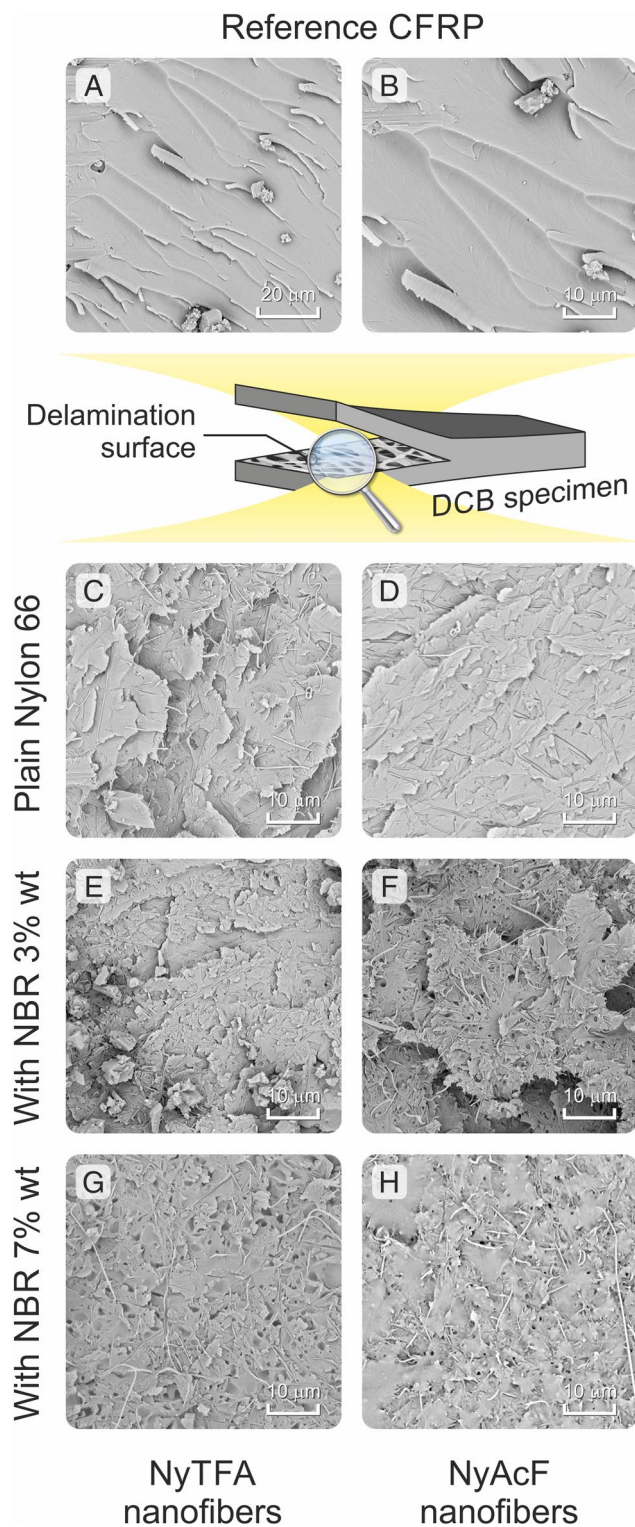 Reference CFRP
A
B
20 µm
10 µm
Delamination
surface
DCB specimen
Plain Nylon 66
C
D
10 µm
10 µm
With NBR 3% wt
E
F
10 µm
10 µm
With NBR 7% wt
G
H
10 µm
10 µm
NyTFA
nanofibers
NyAcF
nanofibers